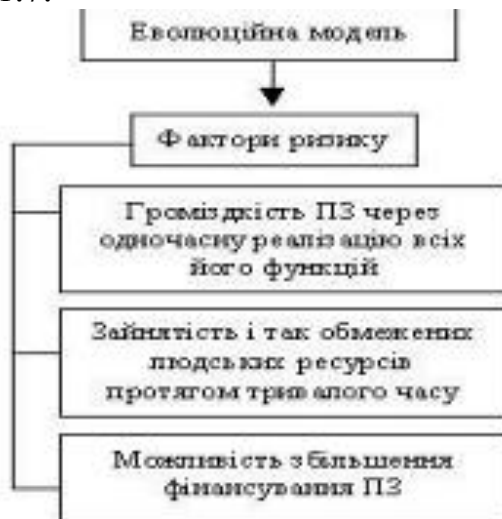 Еволюційна модель
Фактори ризику
Громіздкість ПЗ через
одночасну реалізацію всіх
його функцій
Зайнятість і так обмежених
людських ресурсів
протягом тривалого часу
Можливість збільшення
фінансування ПЗ